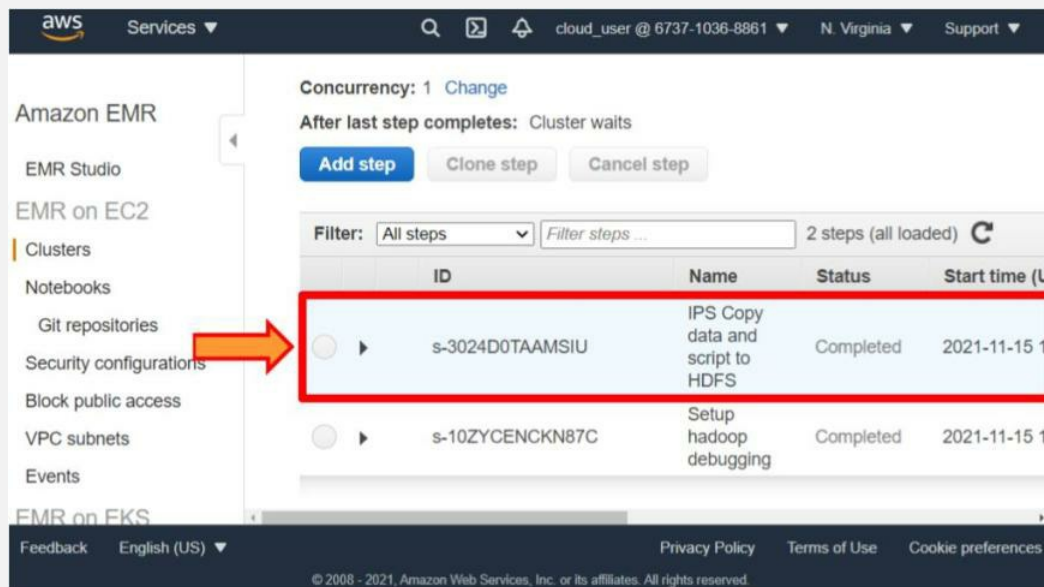 aws
Services ▼
cloud_user @ 6737-1036-8861 ▼
N. Virginia ▼
Support ▼
Amazon EMR
EMR Studio
EMR on EC2
Clusters
Notebooks
Git repositories
Security configurations
Block public access
VPC subnets
Events
EMR on EKS
Concurrency: 1 Change
After last step completes: Cluster waits
Add step
Clone step
Cancel step
Filter: All steps Filter steps ... 2 steps (all loaded)
ID Name Status Start time (U
s-3024D0TAAMSIU
IPS Copy
data and
script to
HDFS
Completed
2021-11-15 1
s-10ZYCENCKN87C
Setup
hadoop
debugging
Completed
2021-11-15 1
Feedback English (US) ▼ Privacy Policy Terms of Use Cookie preferences
© 2008 - 2021, Amazon Web Services, Inc. or its affiliates. All rights reserved.